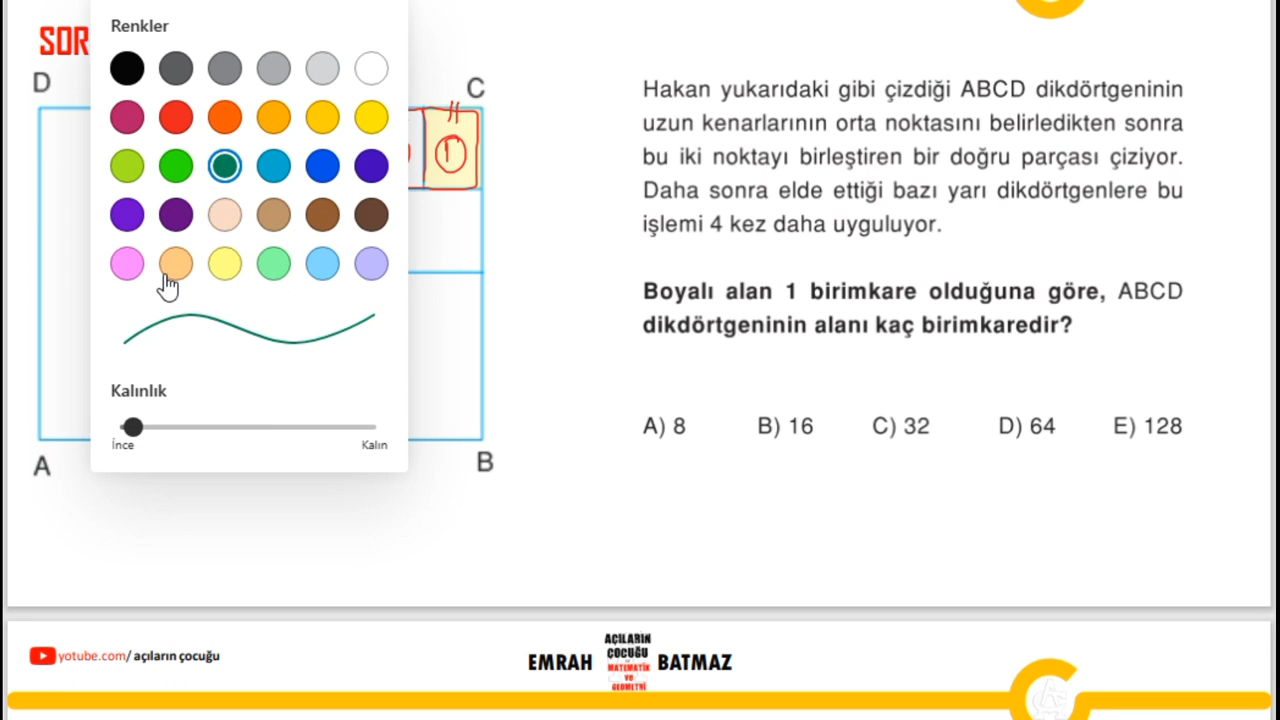 Renkler
SOR
D
C
1
Hakan yukarıdaki gibi çizdiği ABCD dikdörtgeninin
uzun kenarlarının orta noktasını belirledikten sonra
bu iki noktayı birleştiren bir doğru parçası çiziyor.
Daha sonra elde ettiği bazı yarı dikdörtgenlere bu
işlemi 4 kez daha uyguluyor.
Boyalı alan 1 birimkare olduğuna göre, ABCD
dikdörtgeninin alanı kaç birimkaredir?
Kalınlık
İnce
Kalın
A) 8 B) 16 C) 32 D) 64 E) 128
A
B
yotube.com/ açıların çocuğu
EMRAH
AÇILARIN
ÇOCUĞU
MATEMATİK
VE
GEOMETRİ
BATMAZ